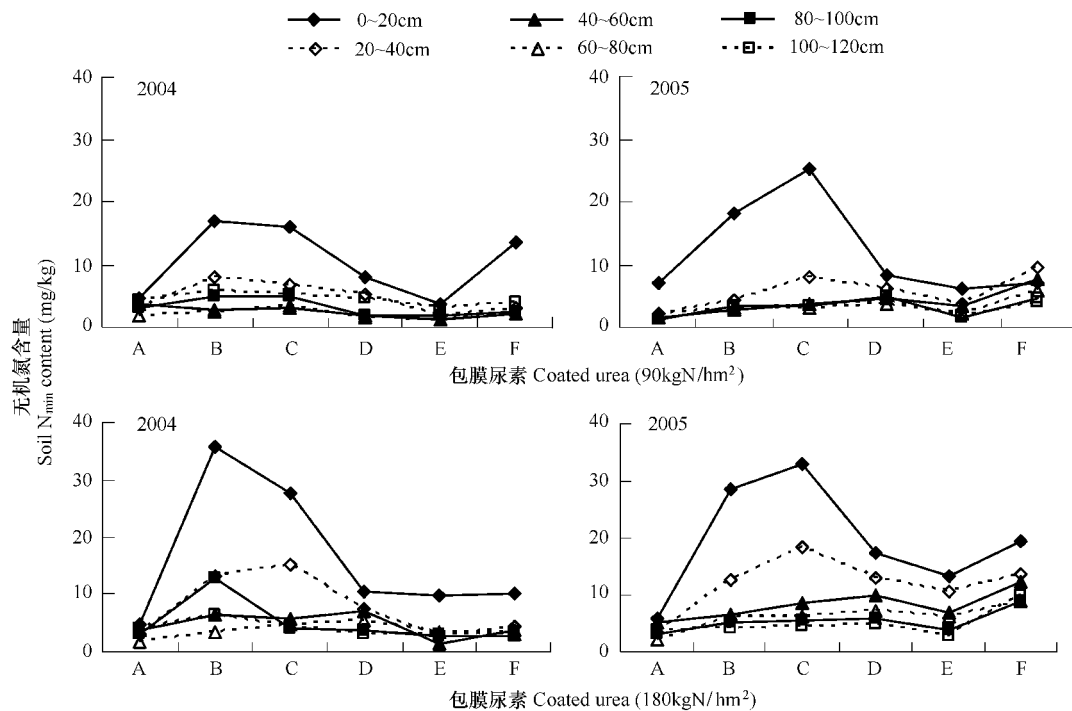 0~20cm 40~60cm 80~100cm
20~40cm 60~80cm 100~120cm
无机氮含量
Soil Nmin content (mg/kg)
2004
40
30
20
10
0
A B C D E F
2005
40
30
20
10
0
A B C D E F
包膜尿素 Coated urea (90kgN/hm²)
2004
40
30
20
10
0
A B C D E F
2005
40
30
20
10
0
A B C D E F
包膜尿素 Coated urea (180kgN/hm²)